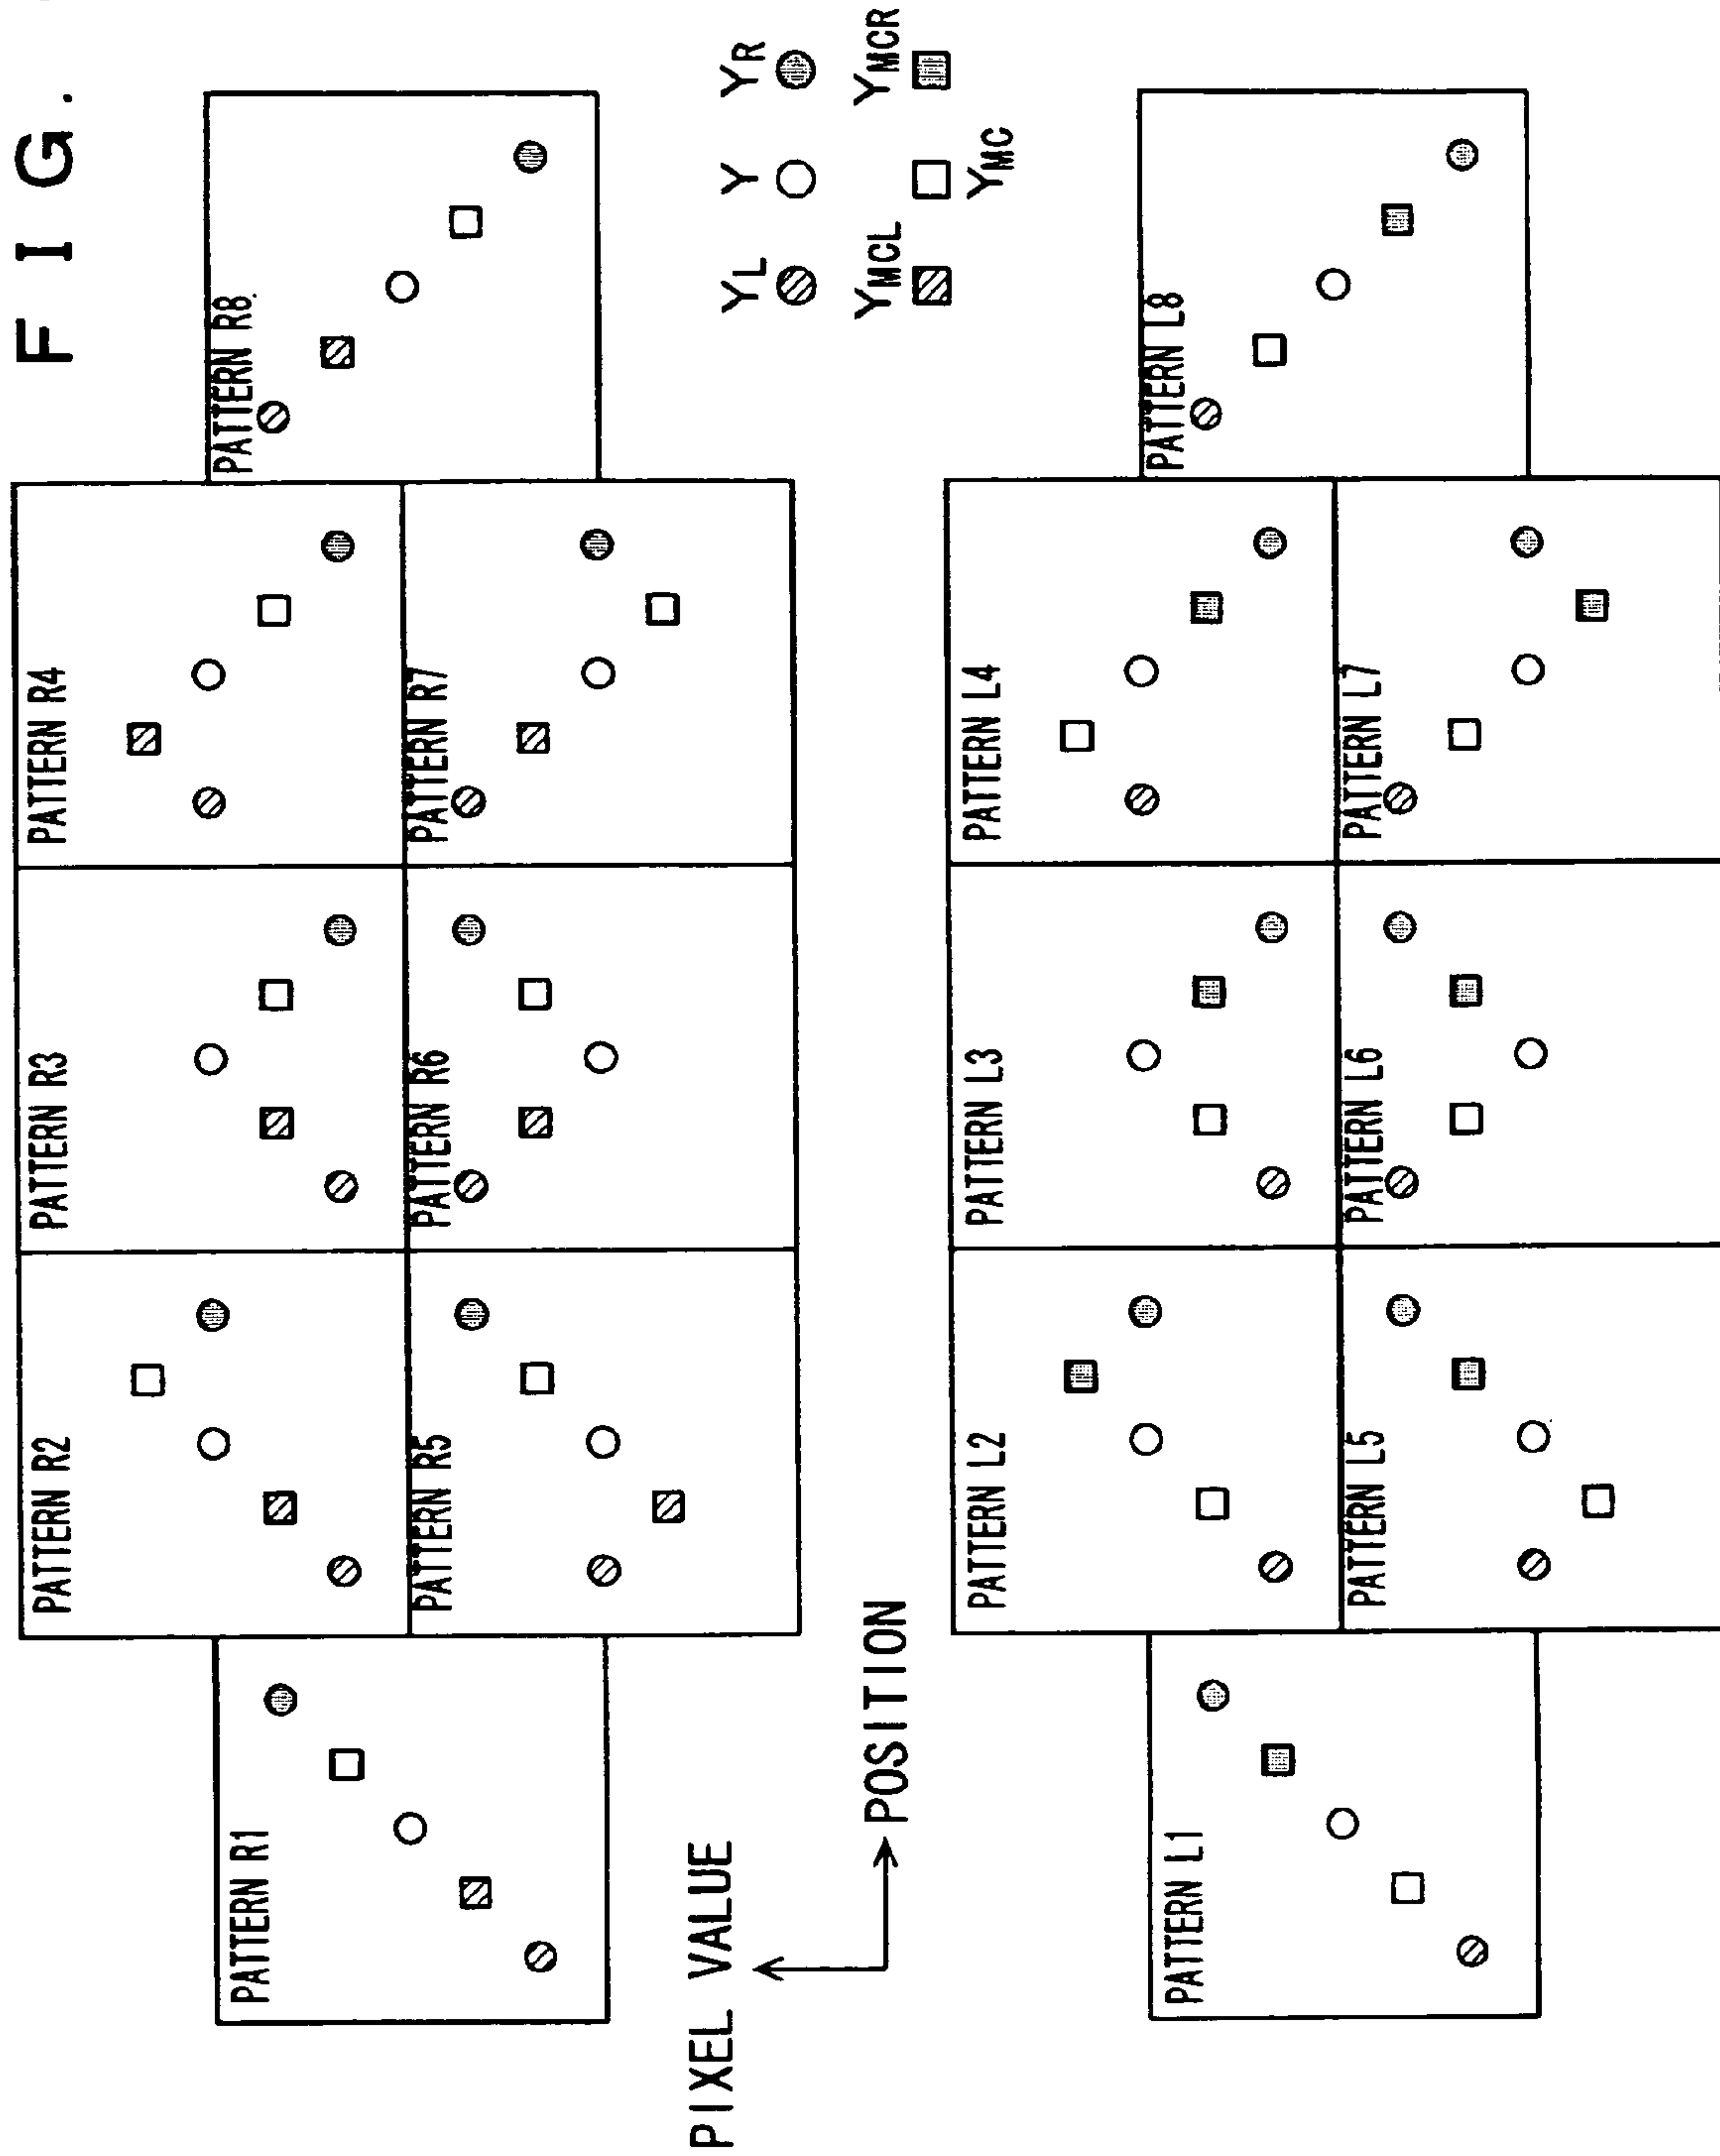 F I G.
PATTERN R1
PATTERN R2
PATTERN R3
PATTERN R4
PATTERN R5
PATTERN R6
PATTERN R7
PATTERN R8
PIXEL VALUE
POSITION
YL Y YR
YMCL YMCR
YMC
PATTERN L1
PATTERN L2
PATTERN L3
PATTERN L4
PATTERN L5
PATTERN L6
PATTERN L7
PATTERN L8